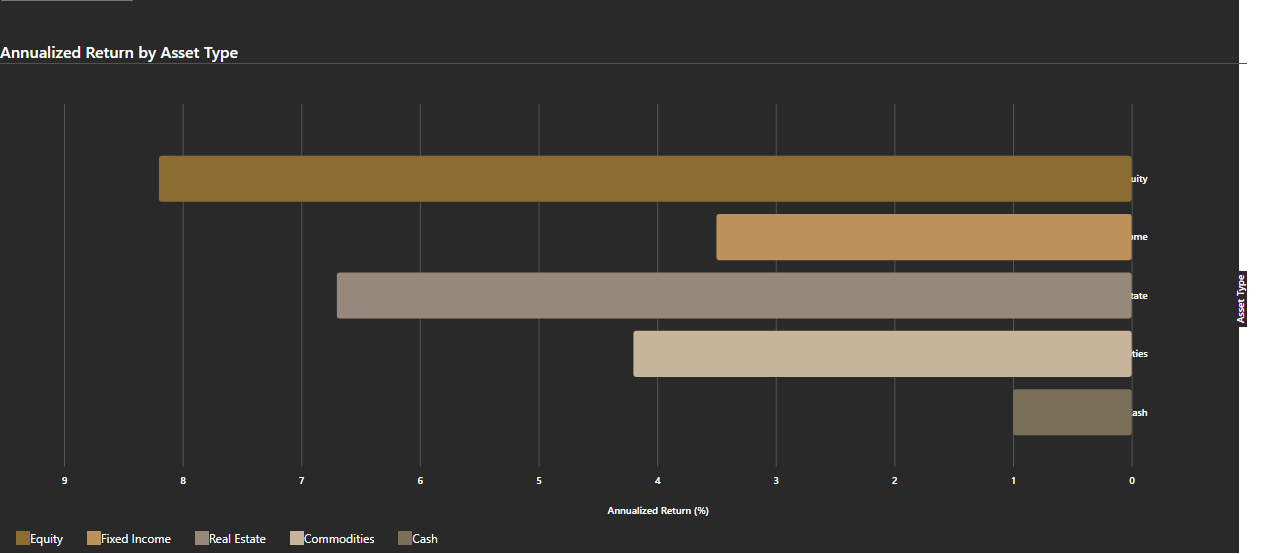 Annualized Return by Asset Type
uity
ome
tate
ties
ash
Asset Type
9 8 7 6 5 4 3 2 1 0
Annualized Return (%)
Equity Fixed Income Real Estate Commodities Cash